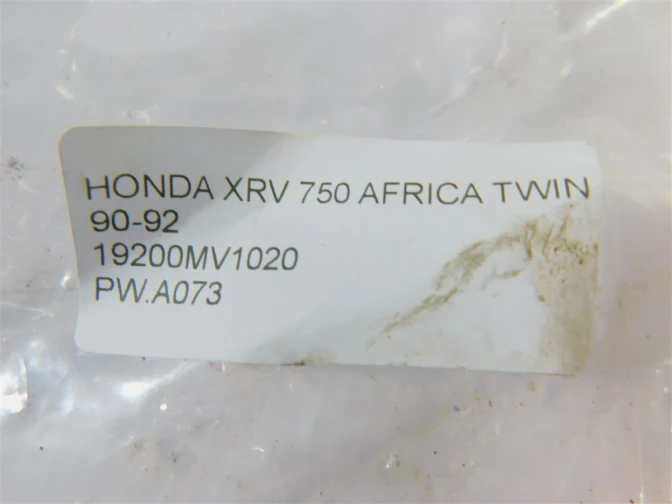 HONDA XRV 750 AFRICA TWIN
90-92
19200MV1020
PW.A073